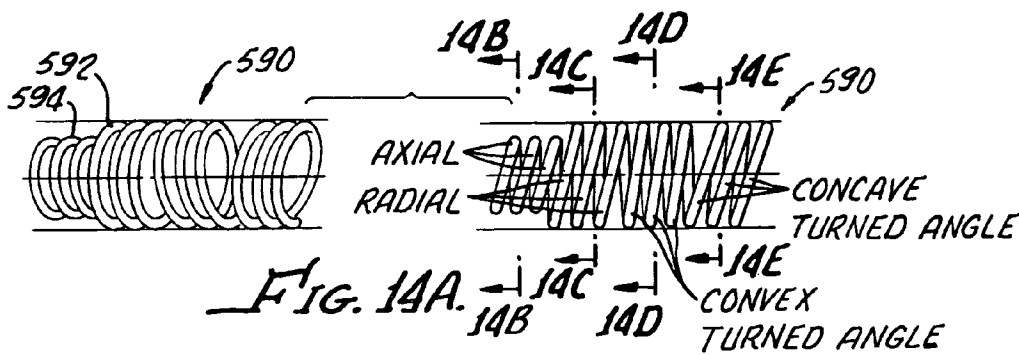 14B
14D
592
590
14C
14E
590
594
AXIAL
RADIAL
CONCAVE
TURNED ANGLE
FIG. 14A.
14B
14C
14D
14E
CONVEX
TURNED ANGLE